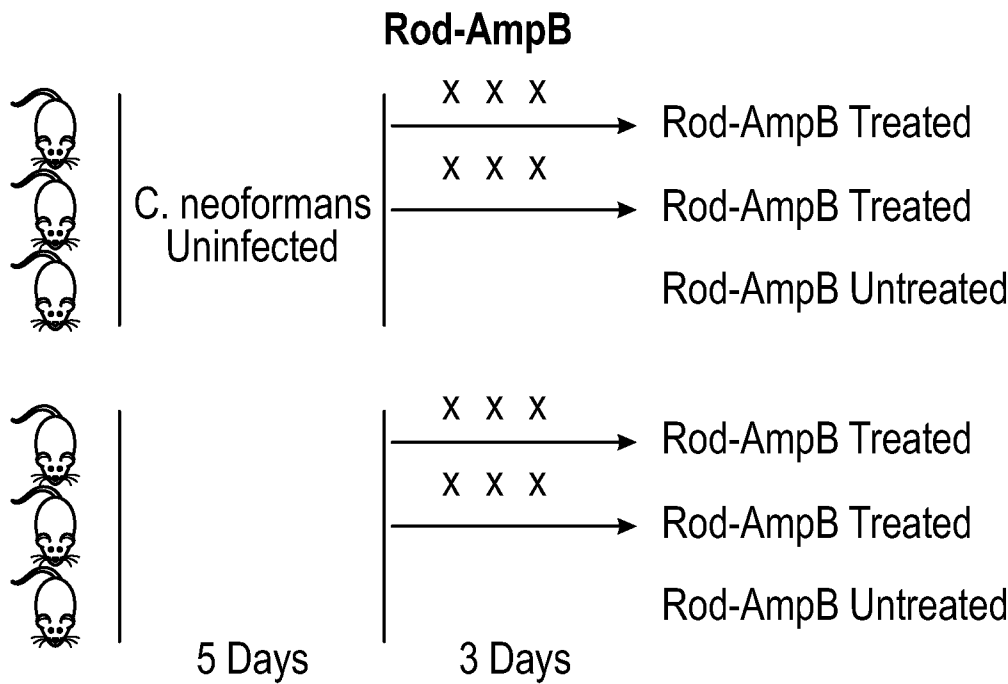 Rod-AmpB
X X X
Rod-AmpB Treated
X X X
C. neoformans
Uninfected
Rod-AmpB Treated
Rod-AmpB Untreated
X X X
Rod-AmpB Treated
X X X
Rod-AmpB Treated
Rod-AmpB Untreated
5 Days
3 Days